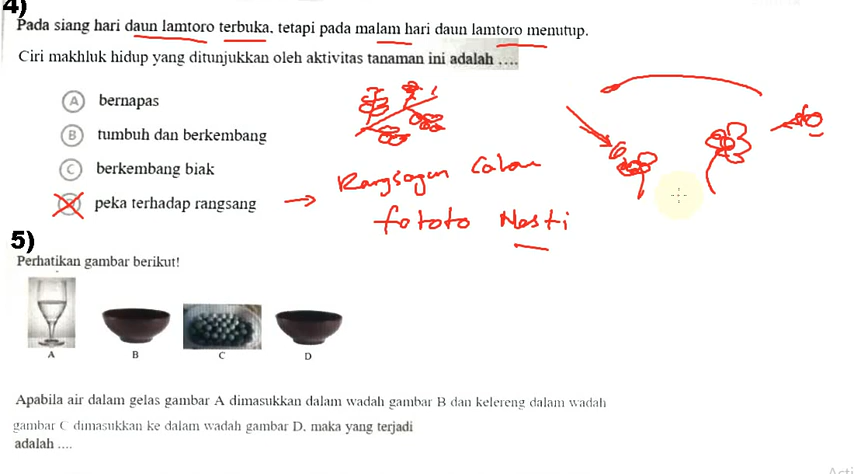 4)
Pada siang hari daun lamtoro terbuka, tetapi pada malam hari daun lamtoro menutup.
Ciri makhluk hidup yang ditunjukkan oleh aktivitas tanaman ini adalah ....
A bernapas
B tumbuh dan berkembang
C berkembang biak
peka terhadap rangsang
Rangsagan Cahaa
fototo Nasti
5)
Perhatikan gambar berikut!
A B C D
Apabila air dalam gelas gambar A dimasukkan dalam wadah gambar B dan kelereng dalam wadah
gambar C dimasukkan ke dalam wadah gambar D, maka yang terjadi
adalah ....